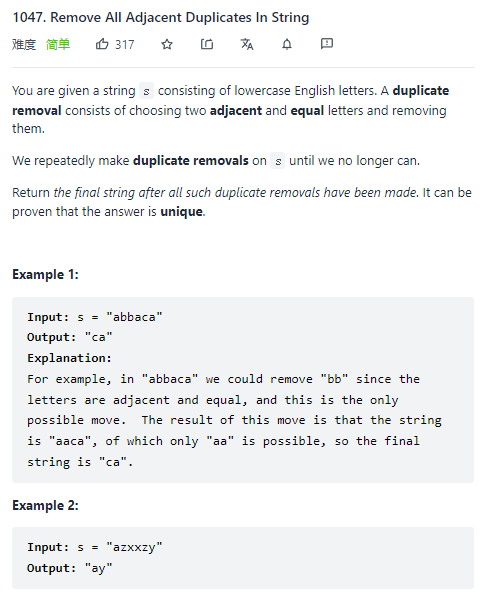 1047. Remove All Adjacent Duplicates In String
难度 简单 317
You are given a string s consisting of lowercase English letters. A duplicate
removal consists of choosing two adjacent and equal letters and removing
them.
We repeatedly make duplicate removals on s until we no longer can.
Return the final string after all such duplicate removals have been made. It can be
proven that the answer is unique.
Example 1:
Input: s = "abbaca"
Output: "ca"
Explanation:
For example, in "abbaca" we could remove "bb" since the
letters are adjacent and equal, and this is the only
possible move.  The result of this move is that the string
is "aaca", of which only "aa" is possible, so the final
string is "ca".
Example 2:
Input: s = "azxxzy"
Output: "ay"